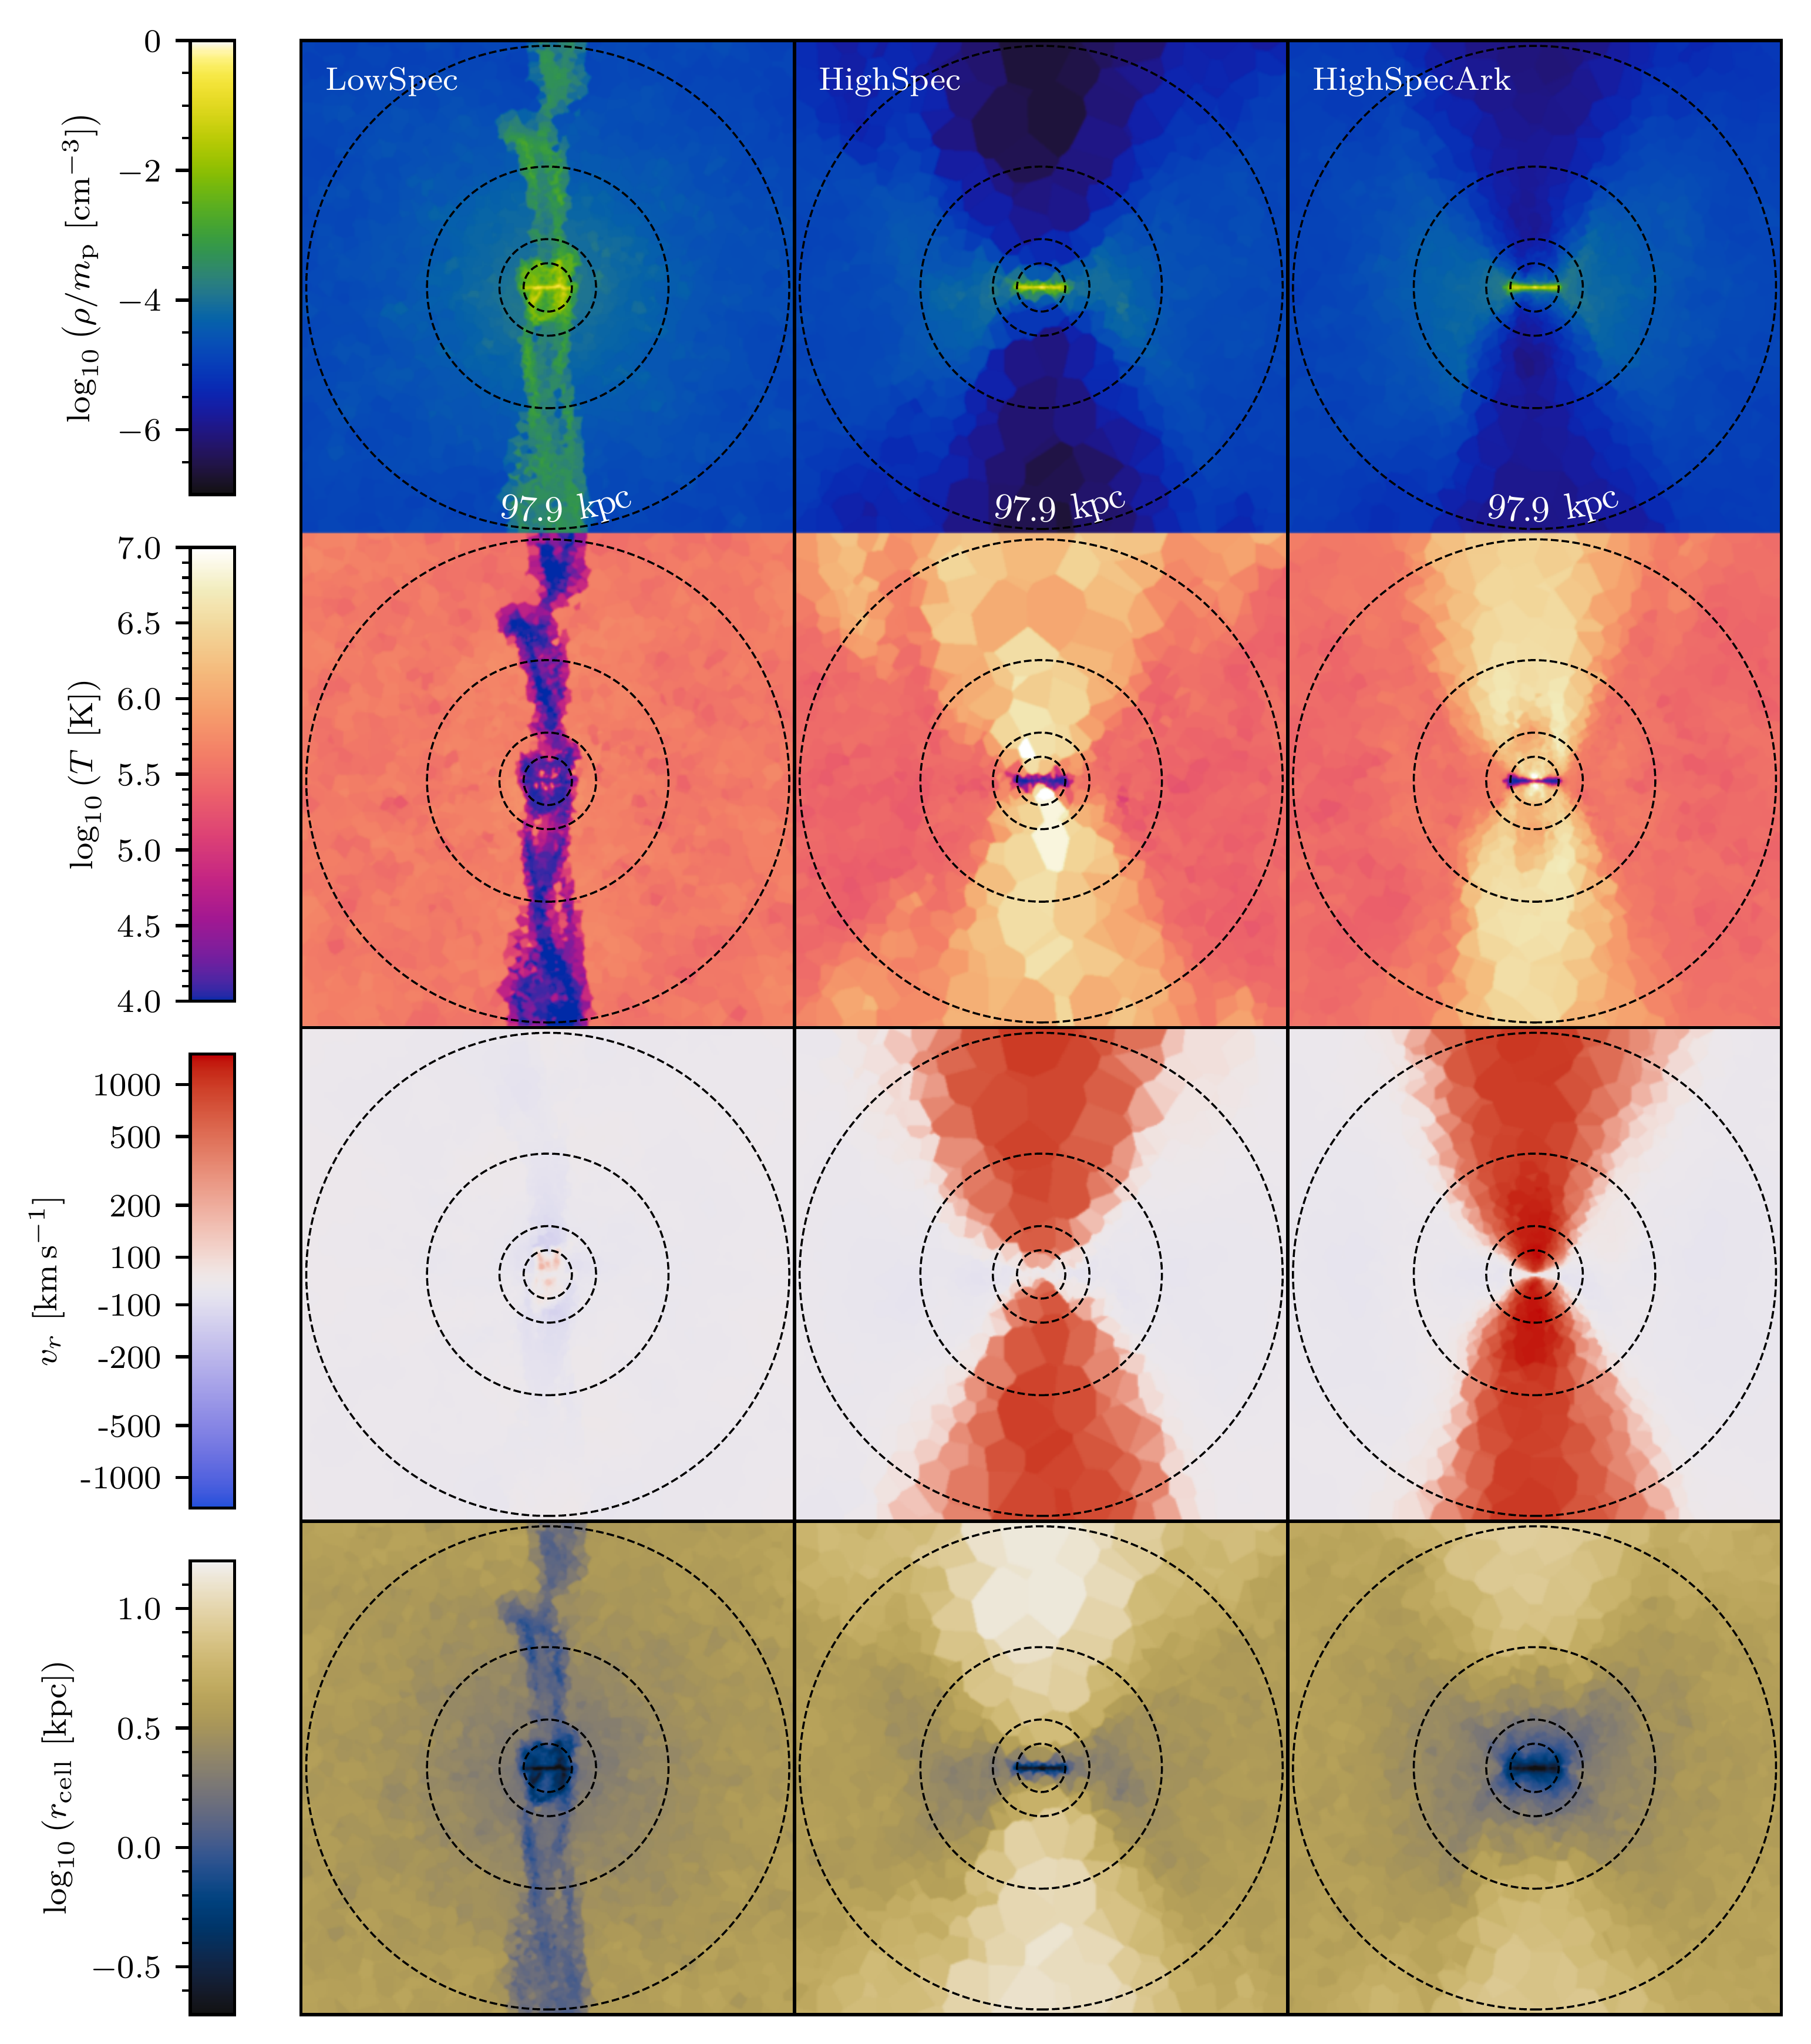 LowSpec
HighSpec
HighSpecArk
0
−2
−4
−6
log₁₀ (ρ/mₚ [cm⁻³])
97.9 kpc
97.9 kpc
97.9 kpc
7.0
6.5
6.0
5.5
5.0
4.5
4.0
log₁₀(T [K])
1000
500
200
100
-100
-200
-500
-1000
vᵣ [km s⁻¹]
1.0
0.5
0.0
−0.5
log₁₀ (r_cell [kpc])